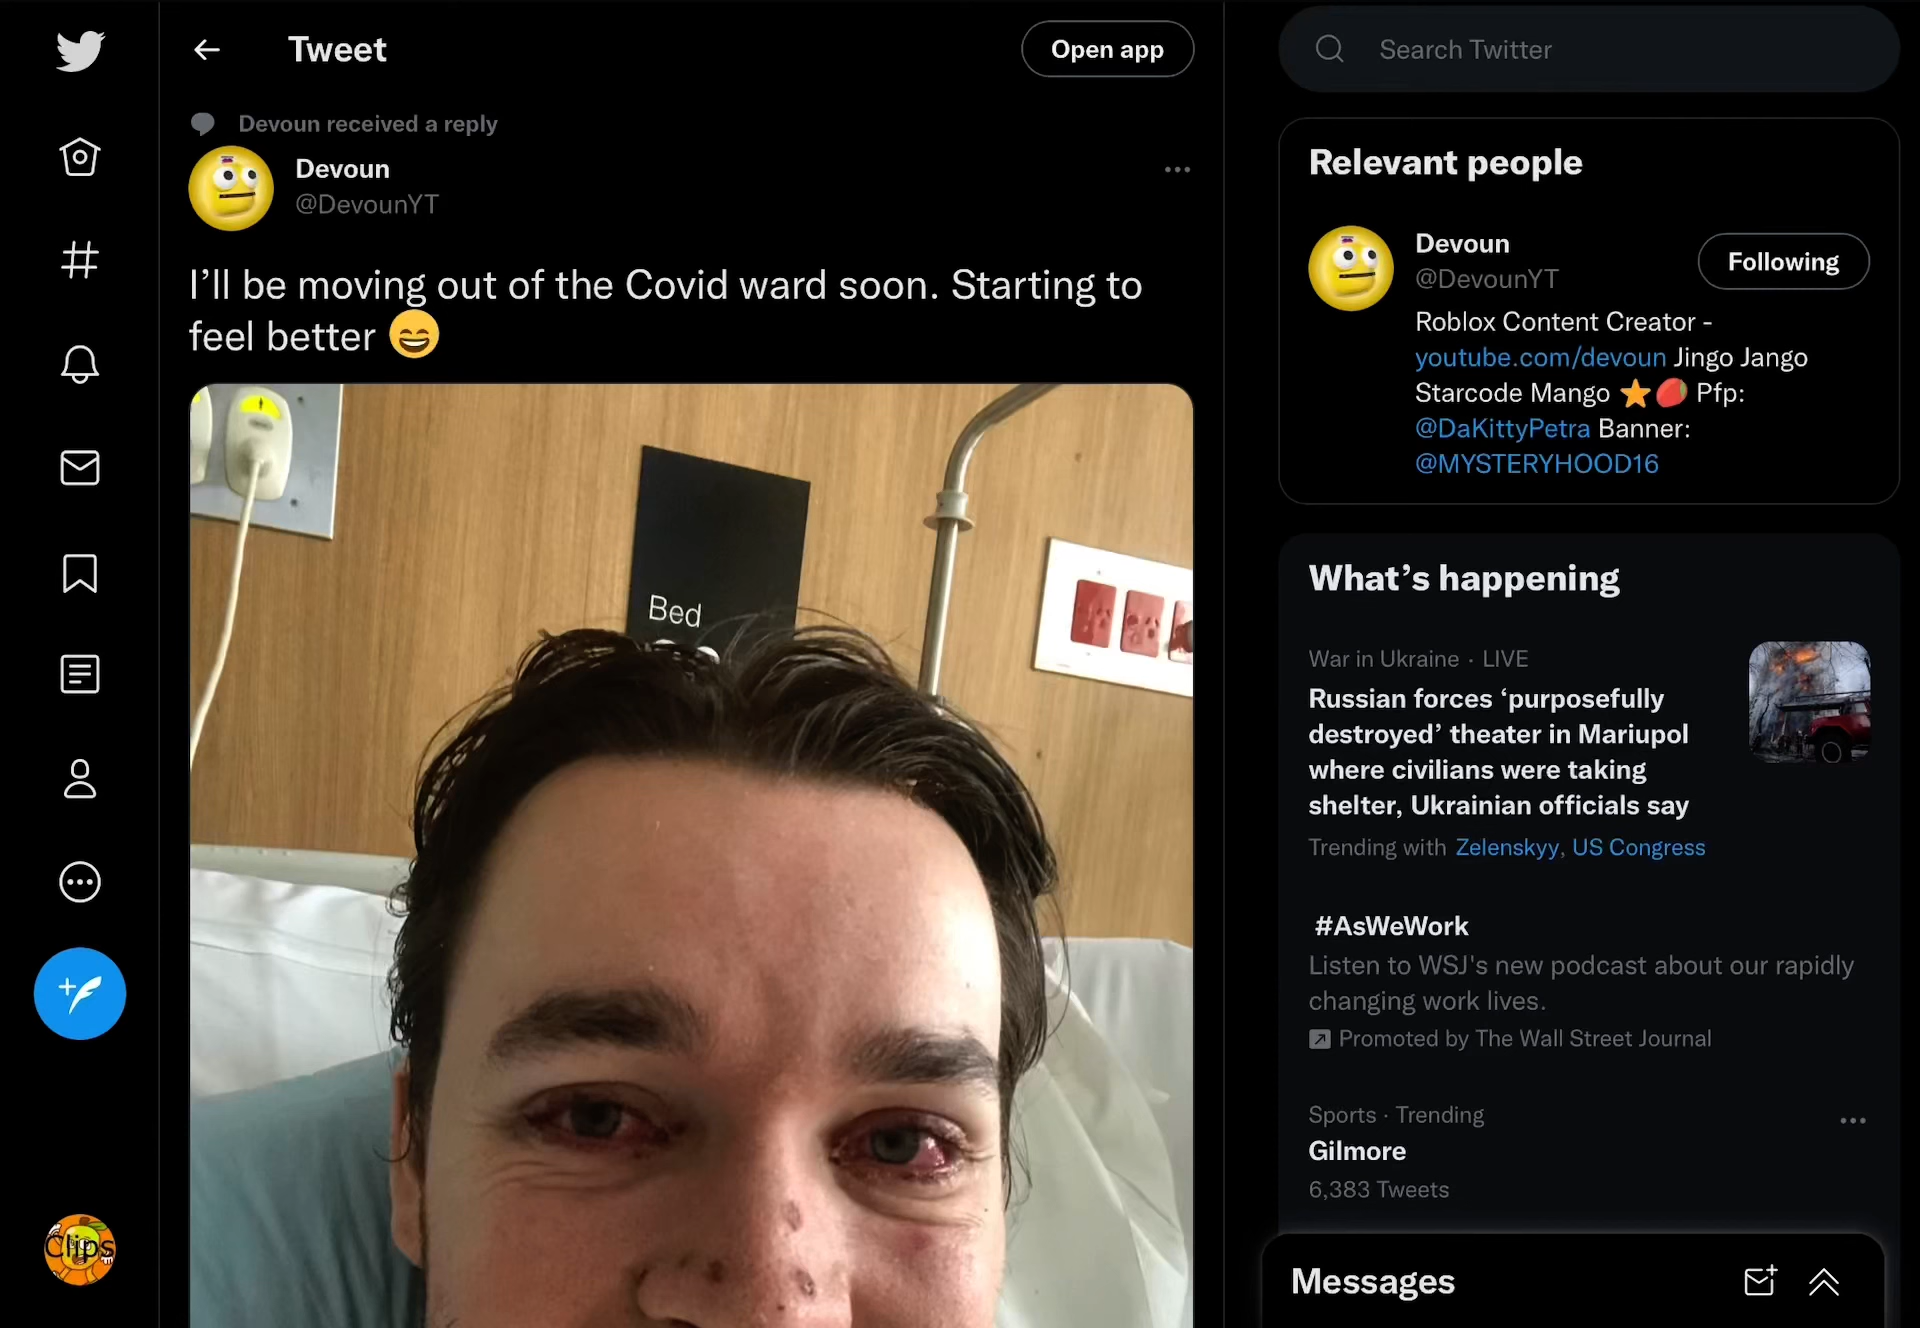 Tweet
Open app
Devoun received a reply
Devoun
@DevounYT
I’ll be moving out of the Covid ward soon. Starting to
feel better 😄
Bed
Clips
Search Twitter
Relevant people
Devoun
@DevounYT
Following
Roblox Content Creator -
youtube.com/devoun Jingo Jango
Starcode Mango ⭐🥭 Pfp:
@DaKittyPetra Banner:
@MYSTERYHOOD16
What’s happening
War in Ukraine · LIVE
Russian forces ‘purposefully
destroyed’ theater in Mariupol
where civilians were taking
shelter, Ukrainian officials say
Trending with Zelenskyy, US Congress
#AsWeWork
Listen to WSJ's new podcast about our rapidly
changing work lives.
Promoted by The Wall Street Journal
Sports · Trending
Gilmore
6,383 Tweets
Messages